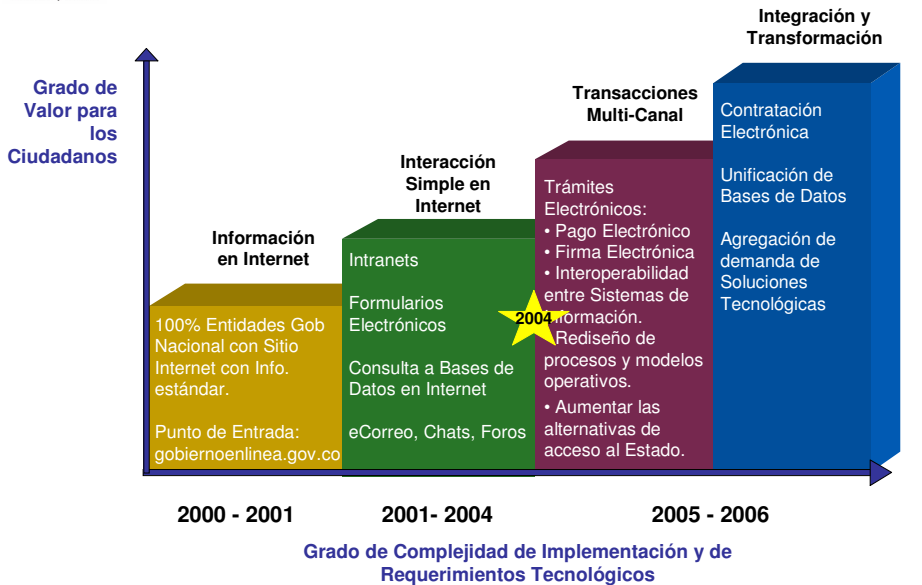 Grado de
Valor para
los
Ciudadanos
Información
en Internet
100% Entidades Gob
Nacional con Sitio
Internet con Info.
estándar.
Punto de Entrada:
gobiernoenlinea.gov.co
Interacción
Simple en
Internet
Intranets
Formularios
Electrónicos
Consulta a Bases de
Datos en Internet
eCorreo, Chats, Foros
2004
Transacciones
Multi-Canal
Trámites
Electrónicos:
• Pago Electrónico
• Firma Electrónica
• Interoperabilidad
entre Sistemas de
Información.
• Rediseño de
procesos y modelos
operativos.
• Aumentar las
alternativas de
acceso al Estado.
Integración y
Transformación
Contratación
Electrónica
Unificación de
Bases de Datos
Agregación de
demanda de
Soluciones
Tecnológicas
2000 - 2001
2001- 2004
2005 - 2006
Grado de Complejidad de Implementación y de
Requerimientos Tecnológicos